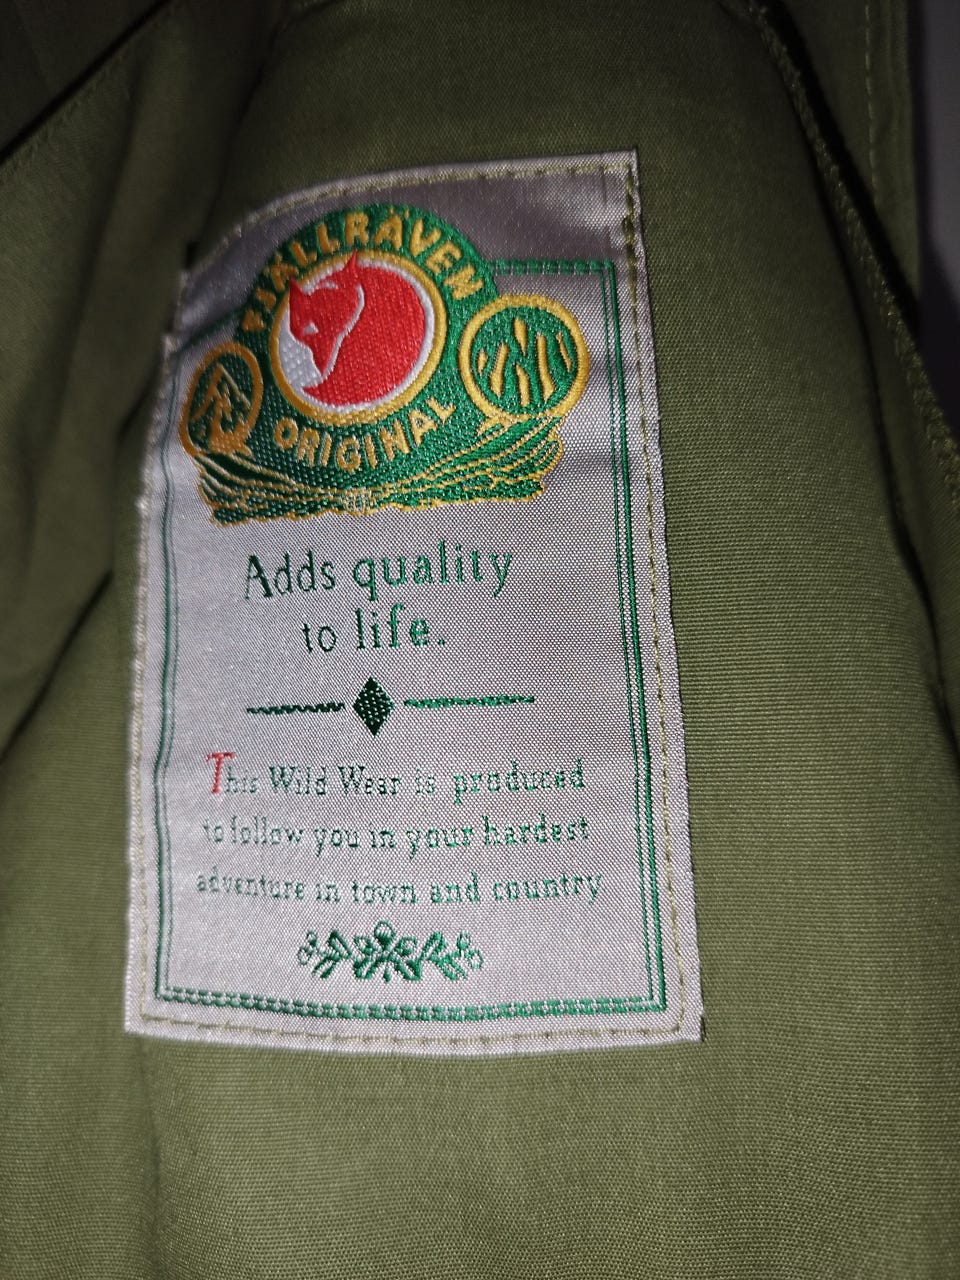 FJÄLLRÄVEN
ORIGINAL
Adds quality
to life.
This Wild Wear is produced
to follow you in your hardest
adventure in town and country